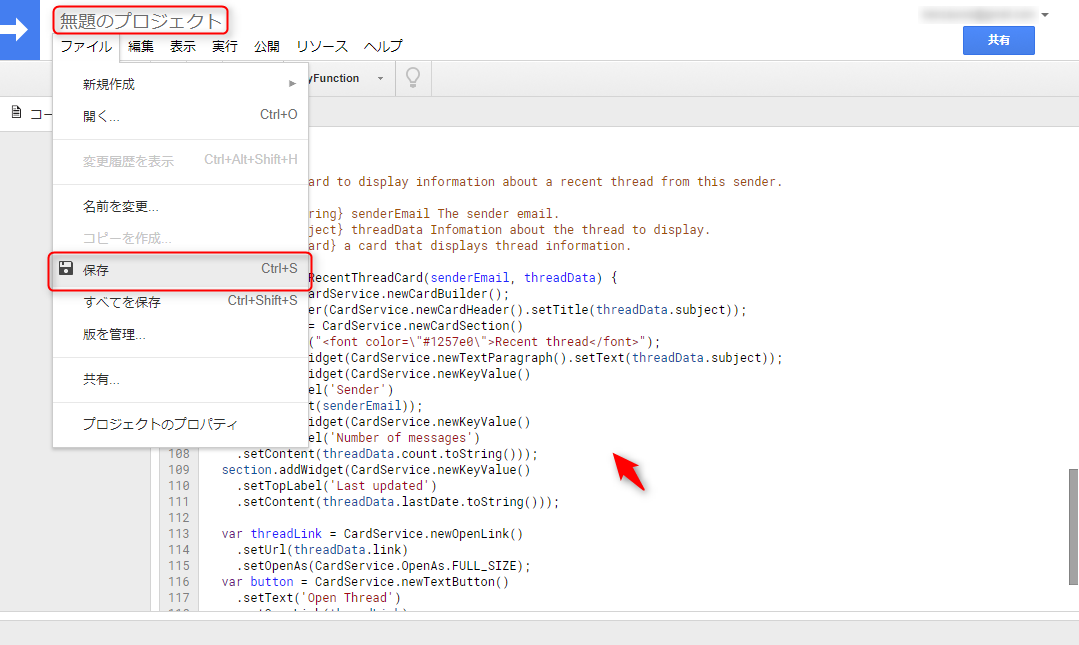 無題のプロジェクト
ファイル 編集 表示 実行 公開 リソース ヘルプ
共有
新規作成
開く... Ctrl+O
変更履歴を表示 Ctrl+Alt+Shift+H
名前を変更...
コピーを作成...
保存 Ctrl+S
すべてを保存 Ctrl+Shift+S
版を管理...
共有...
プロジェクトのプロパティ
yFunction
コー
ard to display information about a recent thread from this sender.
ring} senderEmail The sender email.
ject} threadData Infomation about the thread to display.
ard} a card that displays thread information.
RecentThreadCard(senderEmail, threadData) {
ardService.newCardBuilder();
er(CardService.newCardHeader().setTitle(threadData.subject));
= CardService.newCardSection()
("<font color=\"#1257e0\">Recent thread</font>");
idget(CardService.newTextParagraph().setText(threadData.subject));
idget(CardService.newKeyValue()
el('Sender')
t(senderEmail));
idget(CardService.newKeyValue()
el('Number of messages')
108 .setContent(threadData.count.toString()));
109 section.addWidget(CardService.newKeyValue()
110 .setTopLabel('Last updated')
111 .setContent(threadData.lastDate.toString()));
112
113 var threadLink = CardService.newOpenLink()
114 .setUrl(threadData.link)
115 .setOpenAs(CardService.OpenAs.FULL_SIZE);
116 var button = CardService.newTextButton()
117 .setText('Open Thread')